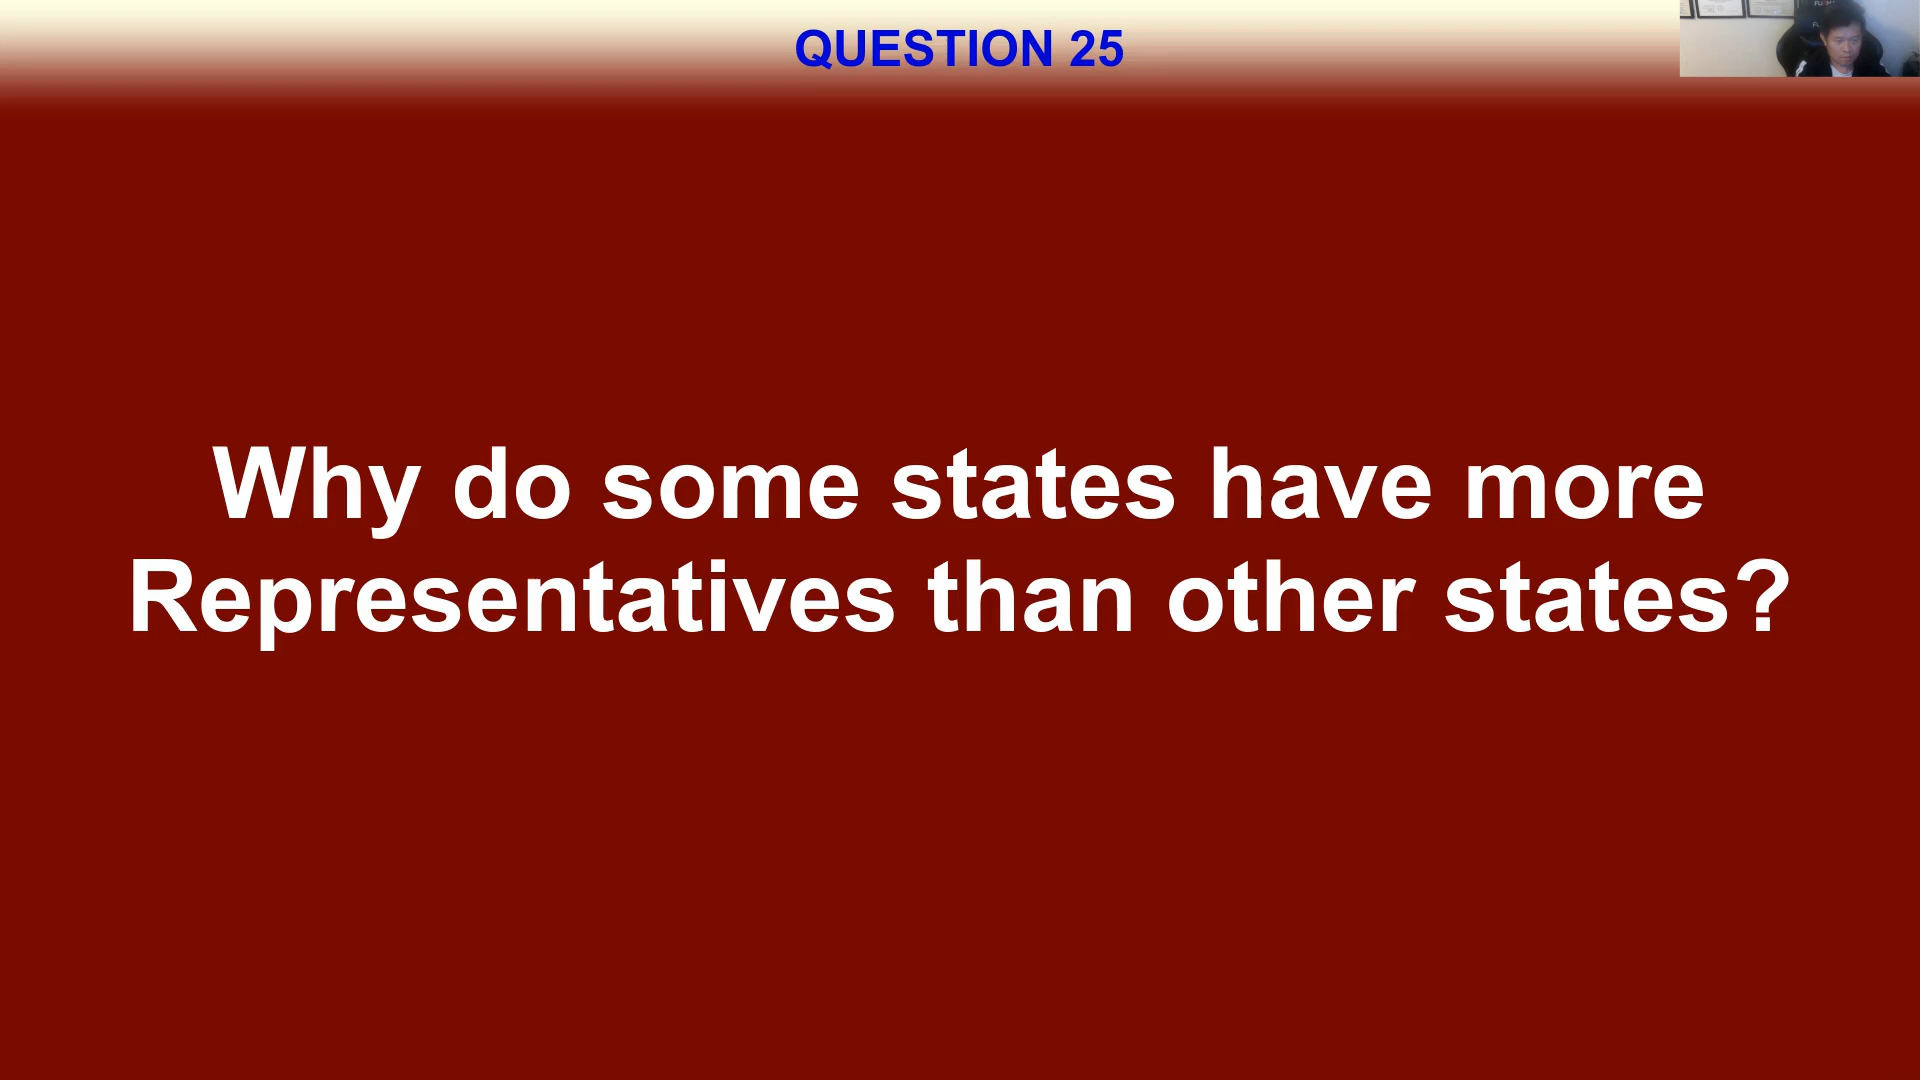 QUESTION 25
Why do some states have more
Representatives than other states?